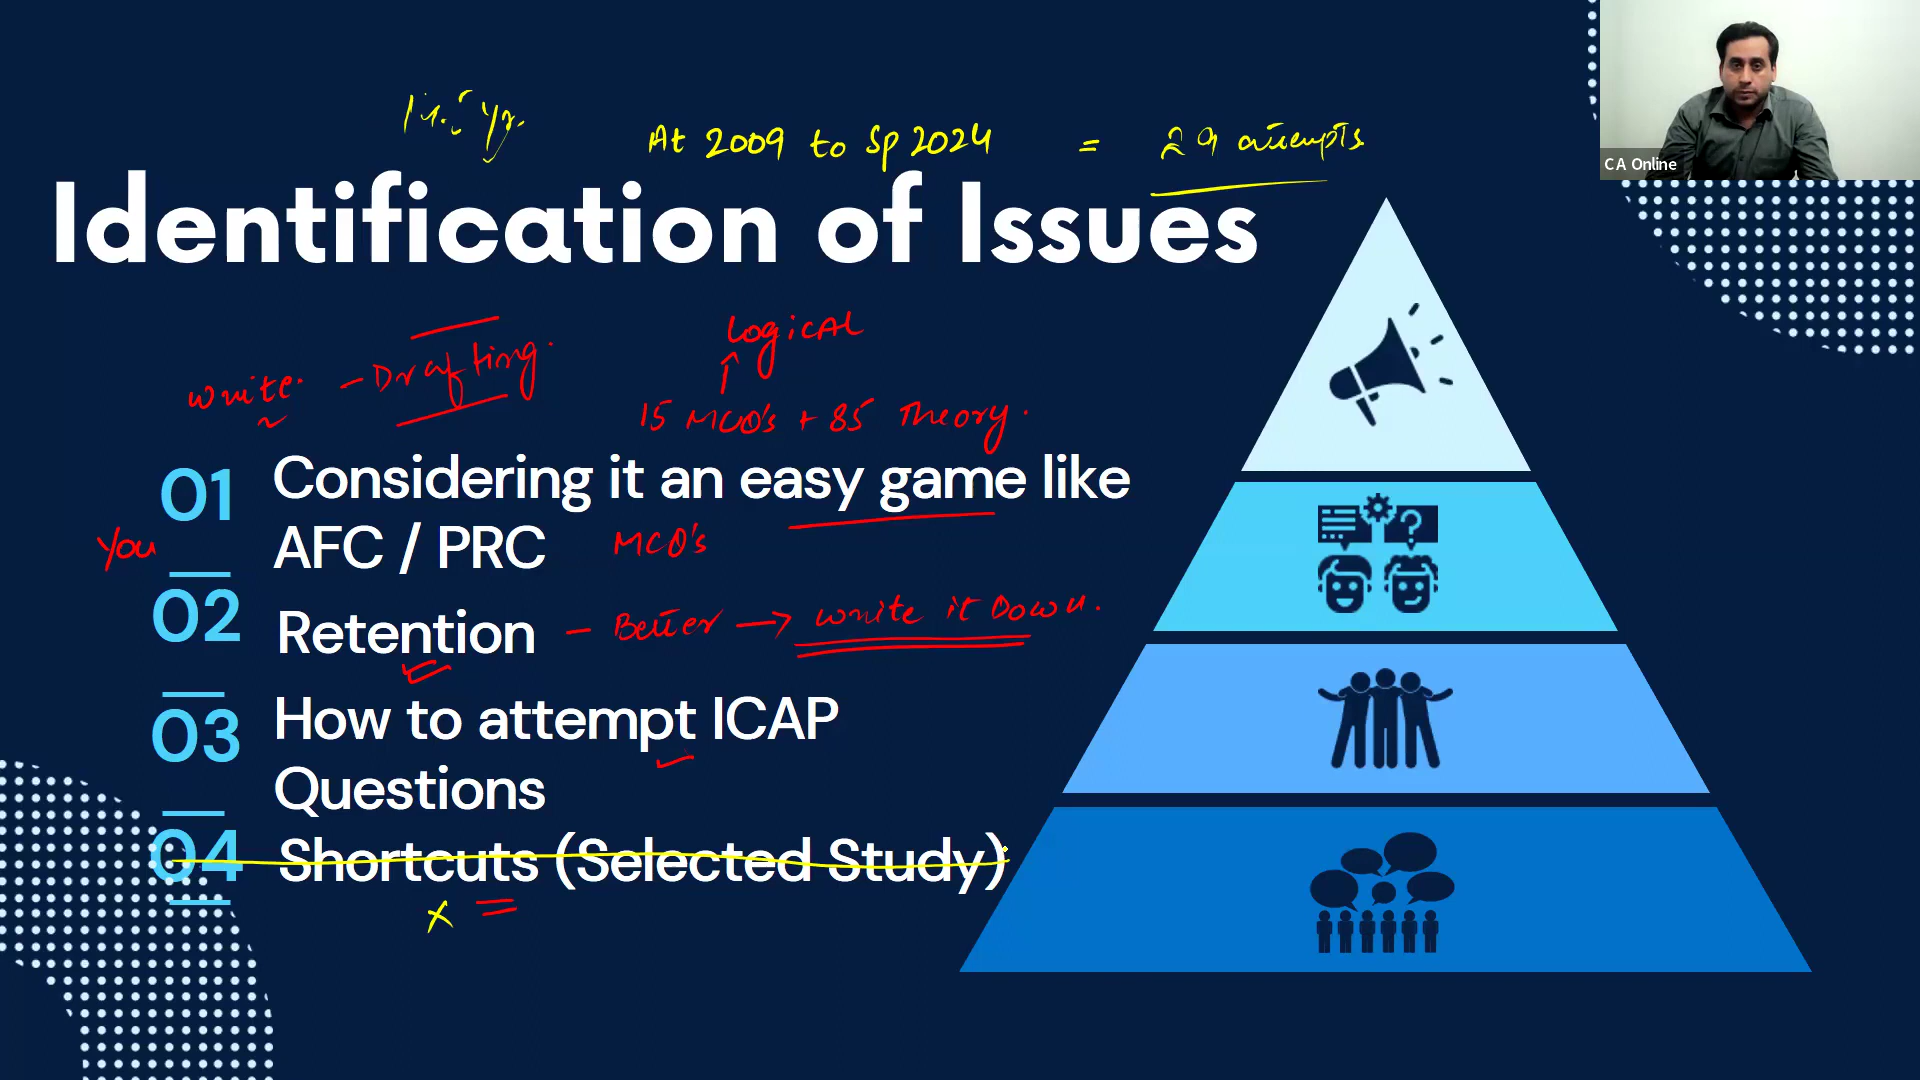 CA Online
Yr.
At 2009 to Sp 2024 = 29 attempts
Identification of Issues
Logical
write. - Drafting.
15 MCQ's + 85 Theory.
01 Considering it an easy game like
AFC / PRC MCQ's
You
02 Retention - Better → write it Down.
03 How to attempt ICAP
Questions
04 Shortcuts (Selected Study)
x